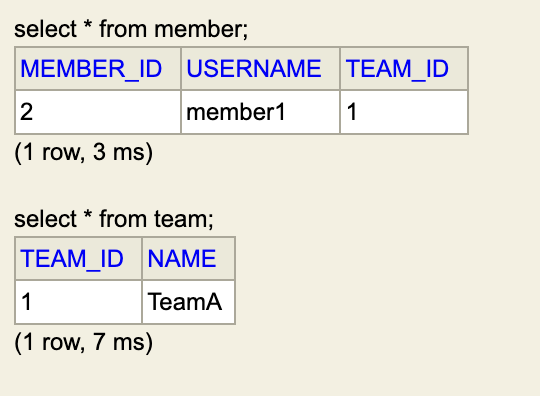 select * from member;
MEMBER_ID USERNAME TEAM_ID
2 member1 1
(1 row, 3 ms)
select * from team;
TEAM_ID NAME
1 TeamA
(1 row, 7 ms)